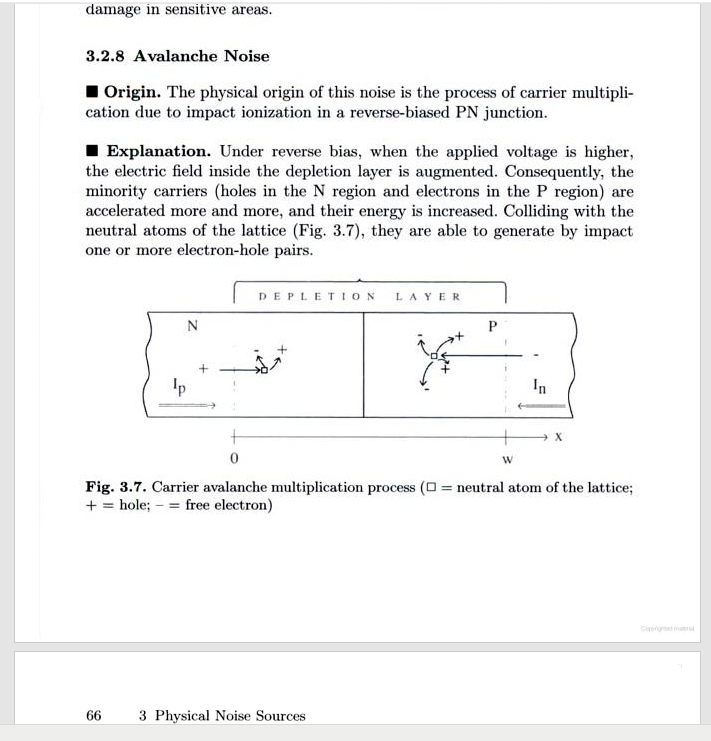 damage in sensitive areas.
3.2.8 Avalanche Noise
■ Origin. The physical origin of this noise is the process of carrier multipli-
cation due to impact ionization in a reverse-biased PN junction.
■ Explanation. Under reverse bias, when the applied voltage is higher,
the electric field inside the depletion layer is augmented. Consequently, the
minority carriers (holes in the N region and electrons in the P region) are
accelerated more and more, and their energy is increased. Colliding with the
neutral atoms of the lattice (Fig. 3.7), they are able to generate by impact
one or more electron-hole pairs.
DEPLETION LAYER
N P
- + - +
+ + -
Ip - In
X
0 W
Fig. 3.7. Carrier avalanche multiplication process (□ = neutral atom of the lattice;
+ = hole; − = free electron)
Copyrighted material
66 3 Physical Noise Sources